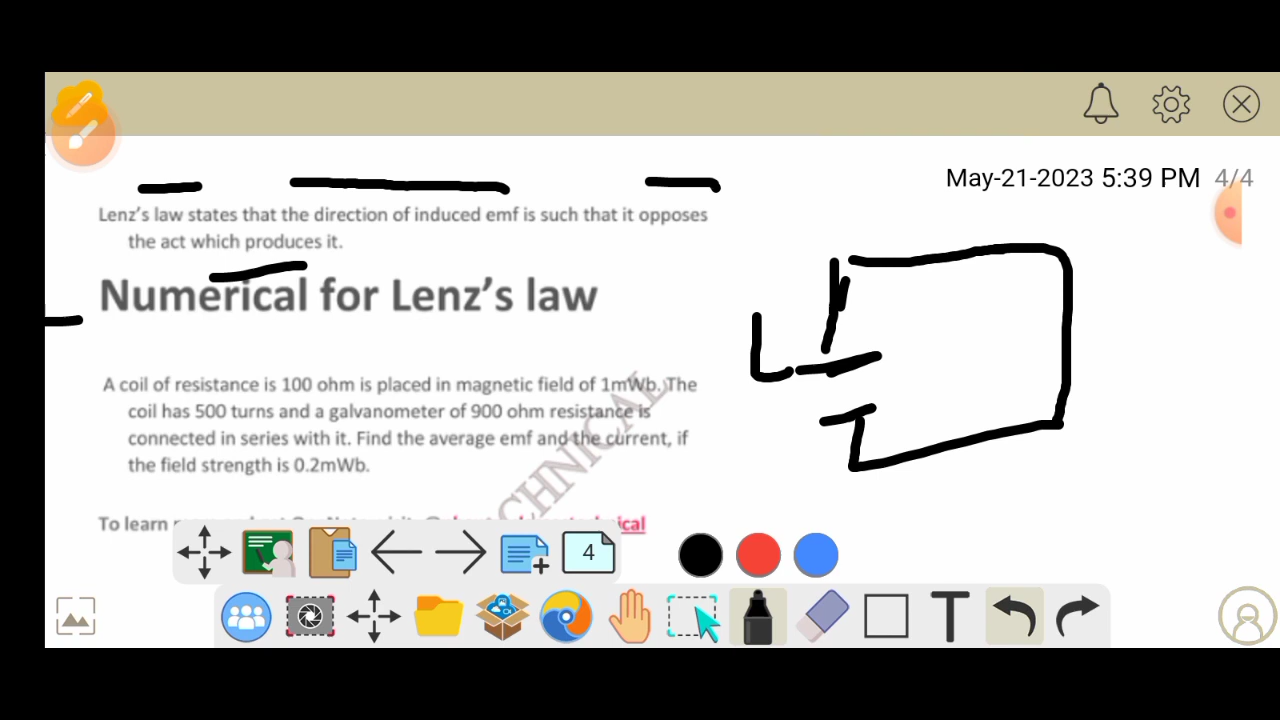 May-21-2023 5:39 PM 4/4
Lenz's law states that the direction of induced emf is such that it opposes
the act which produces it.
Numerical for Lenz's law
A coil of resistance is 100 ohm is placed in magnetic field of 1mWb. The
coil has 500 turns and a galvanometer of 900 ohm resistance is
connected in series with it. Find the average emf and the current, if
the field strength is 0.2mWb.
CHNICAL
To learn
4
T